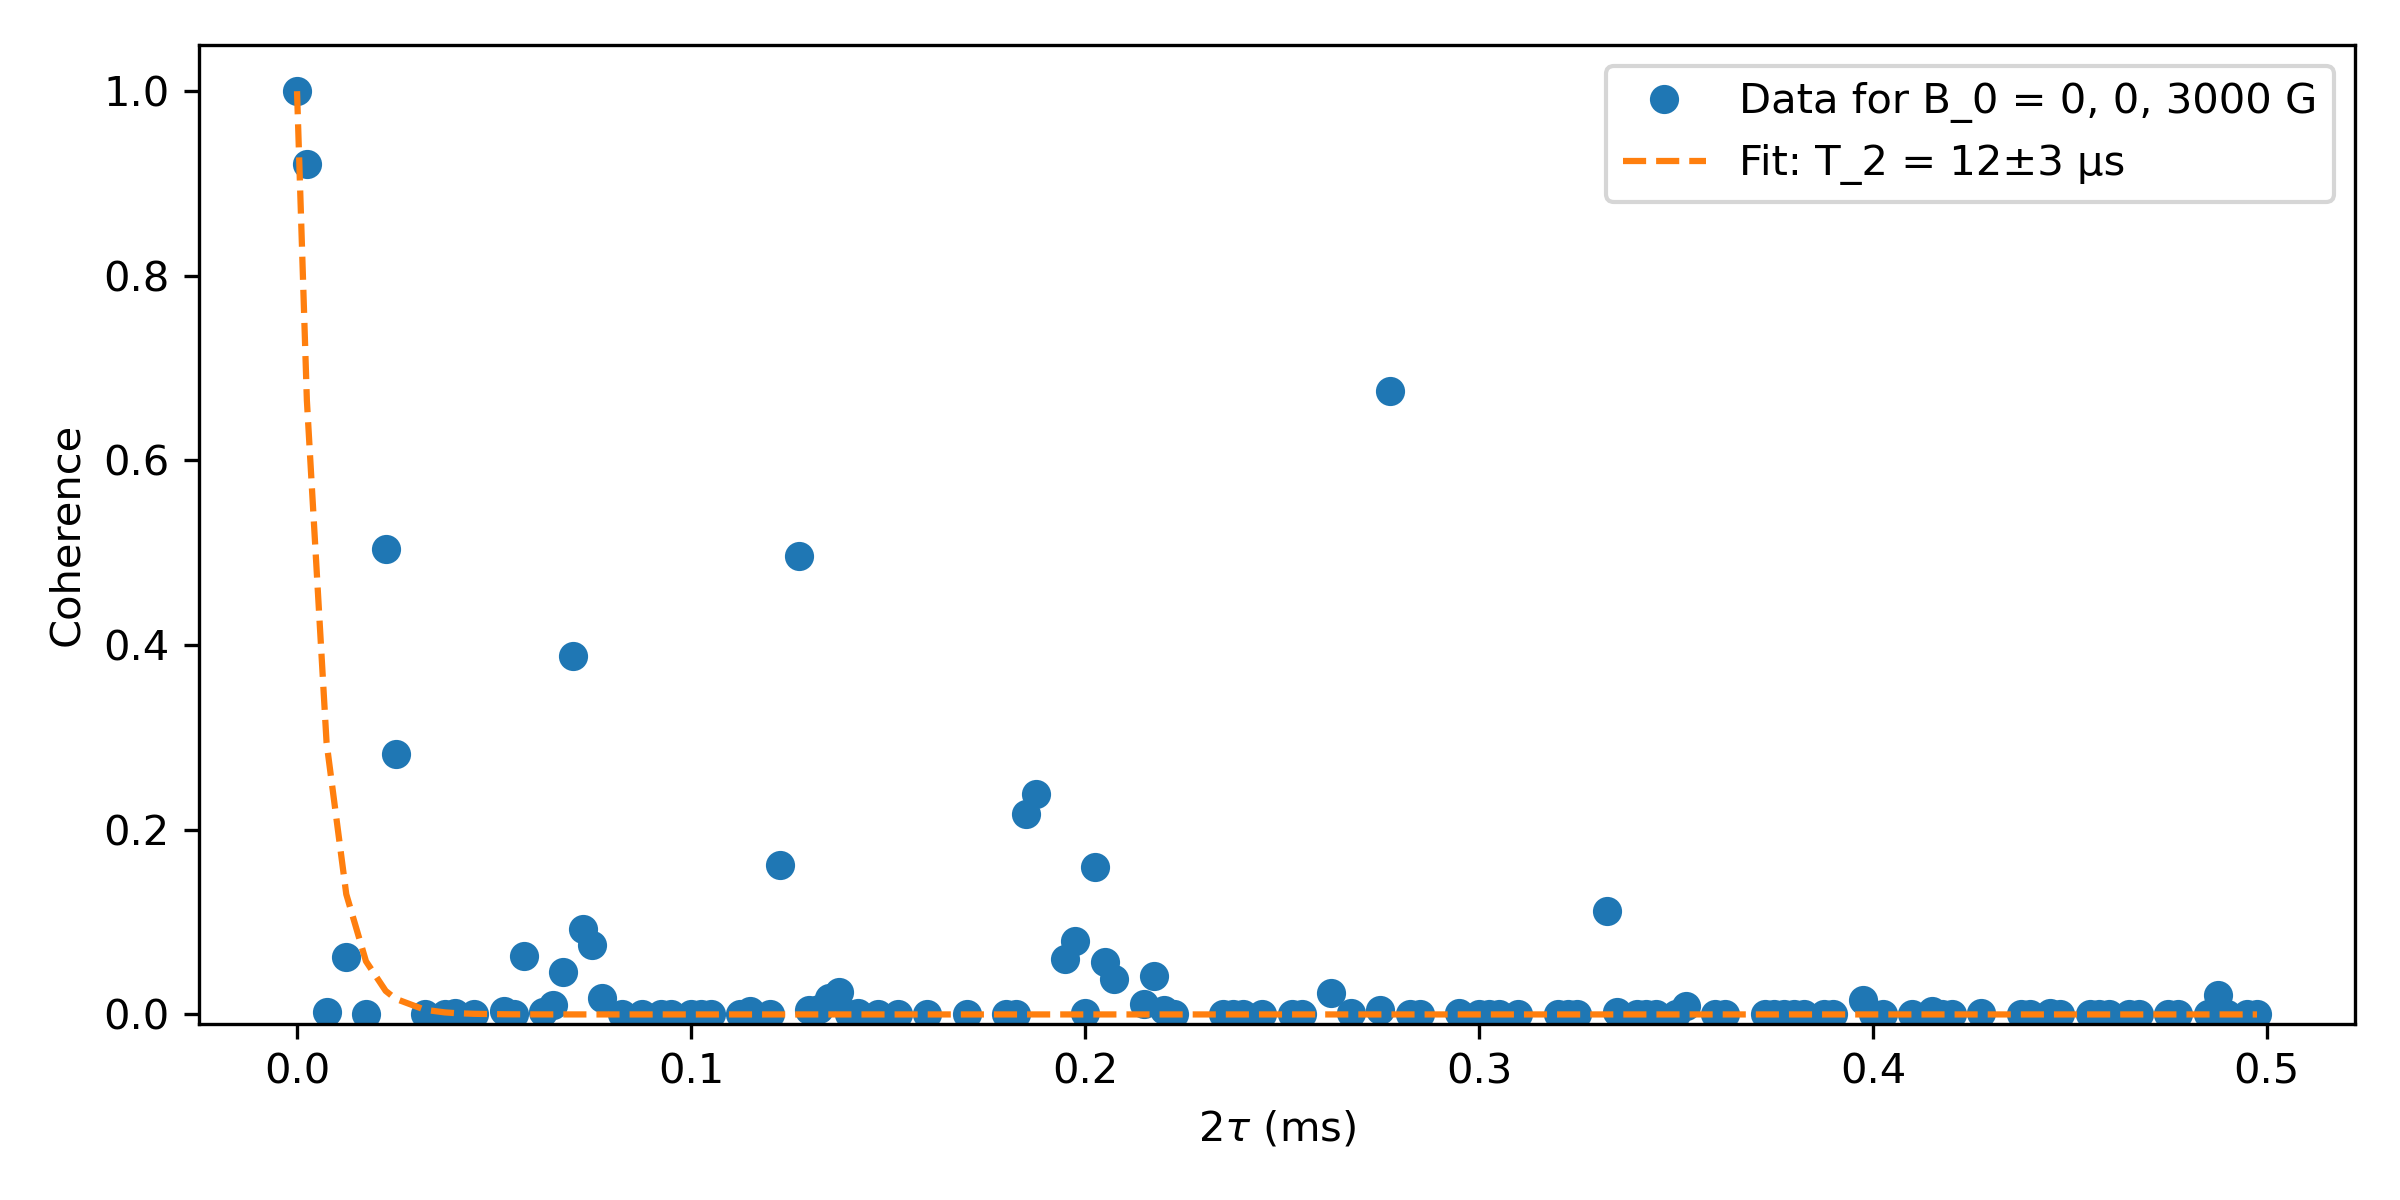 Data for B_0 = 0, 0, 3000 G
Fit: T_2 = 12±3 μs
1.0
0.8
0.6
0.4
0.2
0.0
Coherence
0.0 0.1 0.2 0.3 0.4 0.5
2τ (ms)